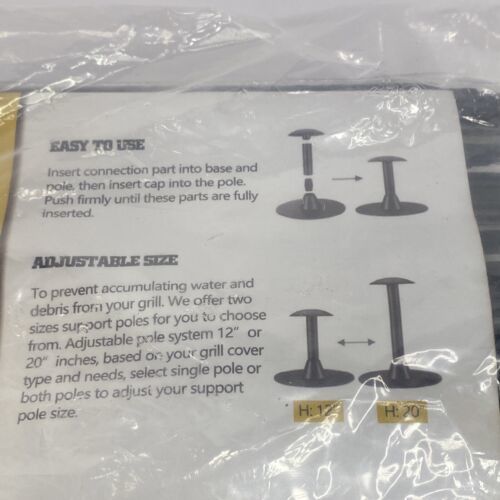 EASY TO USE
Insert connection part into base and
pole, then insert cap into the pole.
Push firmly until these parts are fully
inserted.
ADJUSTABLE SIZE
To prevent accumulating water and
debris from your grill. We offer two
sizes support poles for you to choose
from. Adjustable pole system 12" or
20" inches, based on your grill cover
type and needs, select single pole or
both poles to adjust your support
pole size.
H: 12"
H: 20"